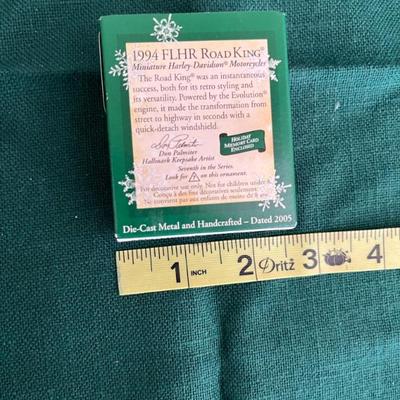 1994 FLHR ROAD KING®
Miniature Harley-Davidson® Motorcycles
The Road King® was an instantaneous
success, both for its retro styling and
its versatility. Powered by the Evolution®
engine, it made the transformation from
street to highway in seconds with a
quick-detach windshield.
Don Palmiter
Don Palmiter
Hallmark Keepsake Artist
HOLIDAY
MEMORY CARD
ENCLOSED
Seventh in the Series.
Look for 7 on this ornament.
For decorative use only. Not for children under 3.
Conçu à des fins décoratives seulement.
Ne convient pas aux enfants de moins de 3 ans.
Die-Cast Metal and Handcrafted – Dated 2005
1 INCH 2 Dritz 3 4